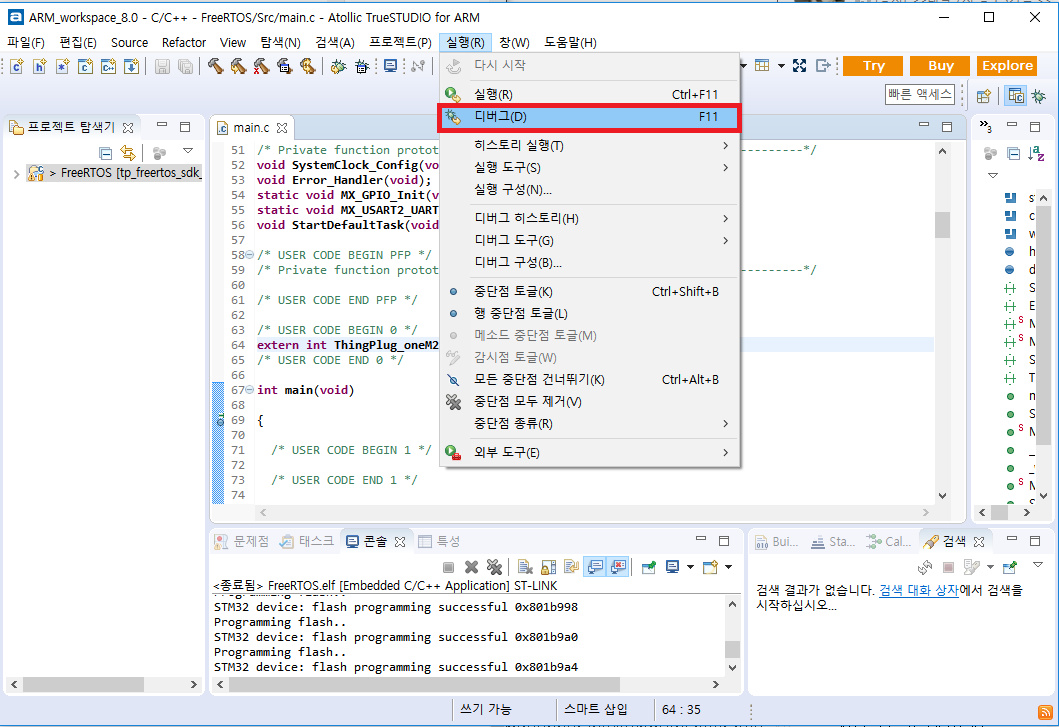 ARM_workspace_8.0 - C/C++ - FreeRTOS/Src/main.c - Atollic TrueSTUDIO for ARM
파일(F) 편집(E) Source Refactor View 탐색(N) 검색(A) 프로젝트(P) 실행(R) 창(W) 도움말(H)
Try Buy Explore
빠른 액세스
다시 시작
실행(R) Ctrl+F11
디버그(D) F11
히스토리 실행(T)
실행 도구(S)
실행 구성(N)...
디버그 히스토리(H)
디버그 도구(G)
디버그 구성(B)...
중단점 토글(K) Ctrl+Shift+B
행 중단점 토글(L)
메소드 중단점 토글(M)
감시점 토글(W)
모든 중단점 건너뛰기(K) Ctrl+Alt+B
중단점 모두 제거(V)
중단점 종류(R)
외부 도구(E)
프로젝트 탐색기
> FreeRTOS [tp_freertos_sdk_
main.c
51 /* Private function protot ---------*/
52 void SystemClock_Config(vo
53 void Error_Handler(void);
54 static void MX_GPIO_Init(v
55 static void MX_USART2_UART
56 void StartDefaultTask(void
57
58 /* USER CODE BEGIN PFP */
59 /* Private function protot ---------*/
60
61 /* USER CODE END PFP */
62
63 /* USER CODE BEGIN 0 */
64 extern int ThingPlug_oneM2
65 /* USER CODE END 0 */
66
67 int main(void)
68
69 {
70
71 /* USER CODE BEGIN 1 */
72
73 /* USER CODE END 1 */
74
3
s
c
w
h
d
S
E
S N
S N
S
T
n
S
S N
_
_
S N
문제점 태스크 콘솔 특성
<종료됨> FreeRTOS.elf [Embedded C/C++ Application] ST-LINK
Programming flash..
STM32 device: flash programming successful 0x801b998
Programming flash..
STM32 device: flash programming successful 0x801b9a0
Programming flash..
STM32 device: flash programming successful 0x801b9a4
Bui... Sta... Cal... 검색
검색 결과가 없습니다. 검색 대화 상자에서 검색을
시작하십시오...
쓰기 가능 스마트 삽입 64 : 35